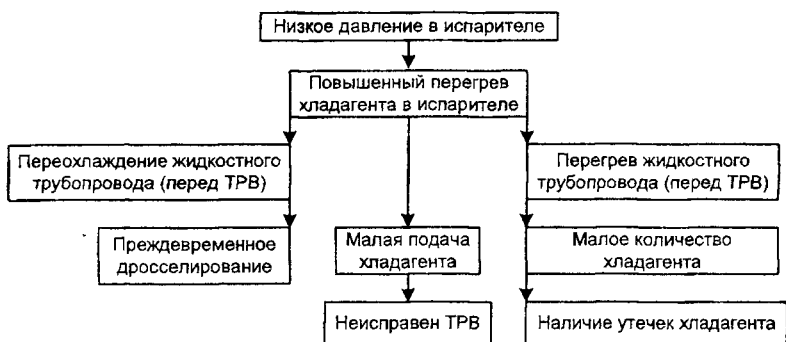 Низкое давление в испарителе
Повышенный перегрев
хладагента в испарителе
Переохлаждение жидкостного
трубопровода (перед ТРВ)
Перегрев жидкостного
трубопровода (перед ТРВ)
Преждевременное
дросселирование
Малая подача
хладагента
Малое количество
хладагента
Неисправен ТРВ
Наличие утечек хладагента